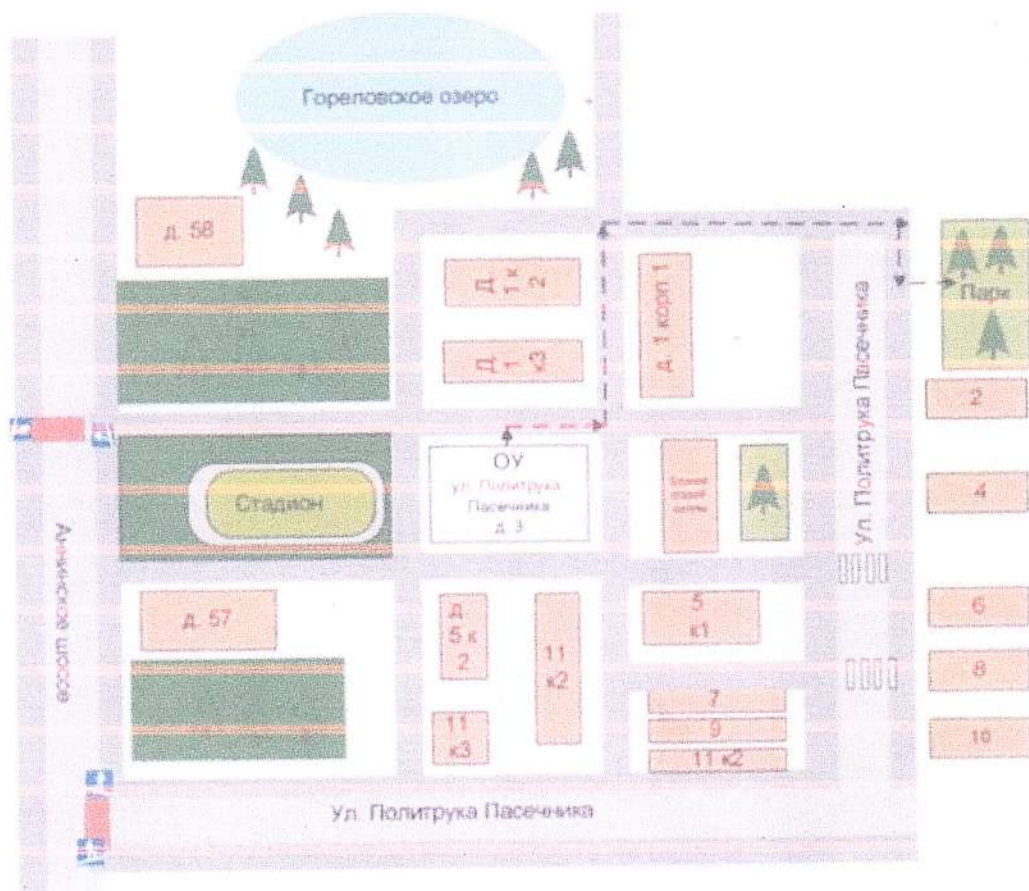 Гореловское озеро
д. 58
Д.
1 к
2
Д.
1
к3
д. 1 корп 1
Парк
2
Ул. Политрука Пасечника
Стадион
ОУ
ул. Политрука
Пасечника
д. 3
4
Аннинское шоссе
д. 57
д
5 к
2
11
к2
5
к1
6
8
11
к3
7
9
11 к2
10
Ул. Политрука Пасечника